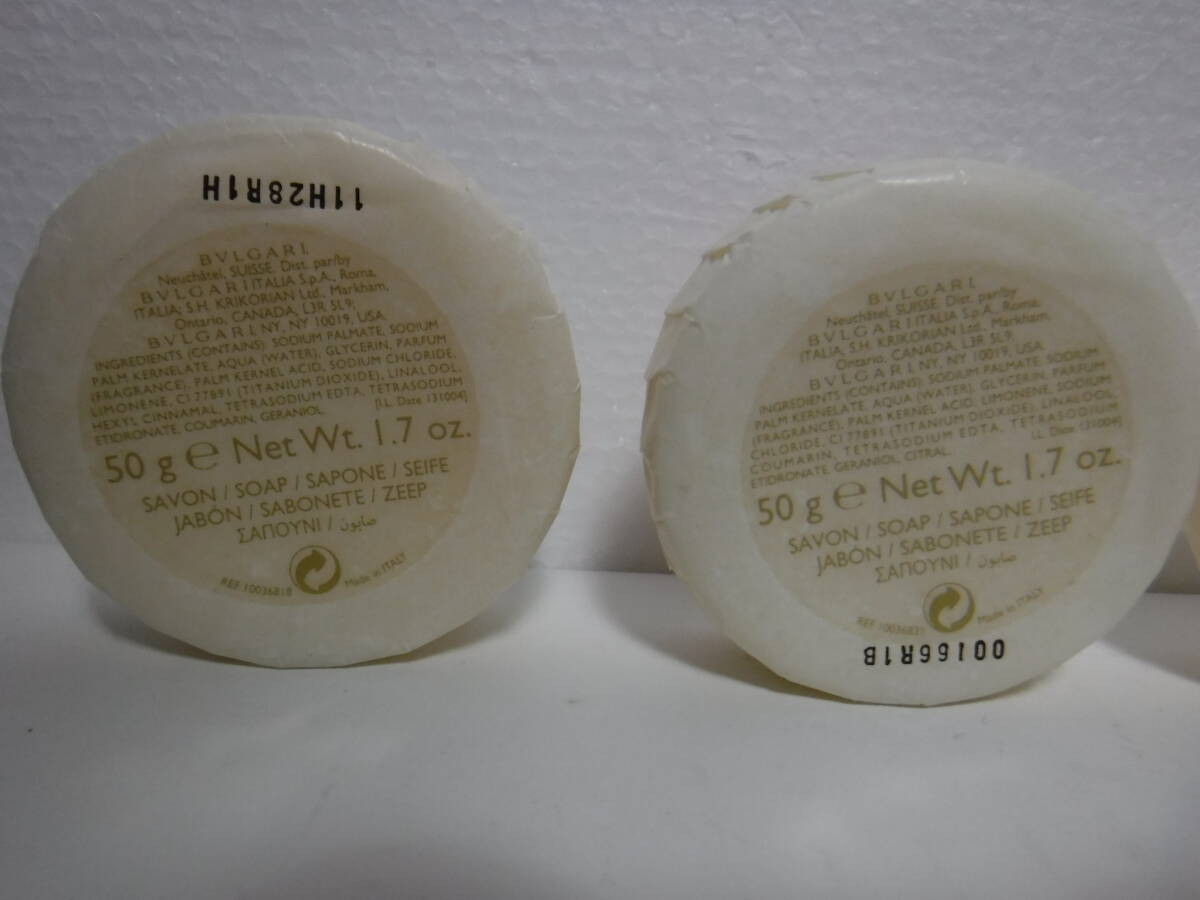 11H28R1H
BVLGARI,
Neuchâtel, SUISSE. Dist. par/by
BVLGARI ITALIA S.p.A., Roma,
ITALIA; S.H. KRIKORIAN Ltd., Markham,
Ontario, CANADA, L3R 5L9;
BVLGARI, NY, NY 10019, USA
INGREDIENTS (CONTAINS): SODIUM PALMATE, SODIUM
PALM KERNELATE, AQUA (WATER), GLYCERIN, PARFUM
(FRAGRANCE), PALM KERNEL ACID, SODIUM CHLORIDE,
LIMONENE, CI 77891 (TITANIUM DIOXIDE), LINALOOL,
HEXYL CINNAMAL, TETRASODIUM EDTA, TETRASODIUM
ETIDRONATE, COUMARIN, GERANIOL. [I.L. Date 131004]
50 g e Net Wt. 1.7 oz.
SAVON / SOAP / SAPONE / SEIFE
JABÓN / SABONETE / ZEEP
ΣΑΠΟΥΝΙ / صابون
REF 10036818 Made in ITALY
BVLGARI,
Neuchâtel, SUISSE. Dist. par/by
BVLGARI ITALIA S.p.A., Roma,
ITALIA; S.H. KRIKORIAN Ltd., Markham,
Ontario, CANADA, L3R 5L9;
BVLGARI, NY, NY 10019, USA
INGREDIENTS (CONTAINS): SODIUM PALMATE, SODIUM
PALM KERNELATE, AQUA (WATER), GLYCERIN, PARFUM
(FRAGRANCE), PALM KERNEL ACID, LIMONENE, SODIUM
CHLORIDE, CI 77891 (TITANIUM DIOXIDE), LINALOOL,
COUMARIN, TETRASODIUM EDTA, TETRASODIUM
ETIDRONATE, GERANIOL, CITRAL. [I.L. Date 131004]
50 g e Net Wt. 1.7 oz.
SAVON / SOAP / SAPONE / SEIFE
JABÓN / SABONETE / ZEEP
ΣΑΠΟΥΝΙ / صابون
REF Made in ITALY
00166R1B